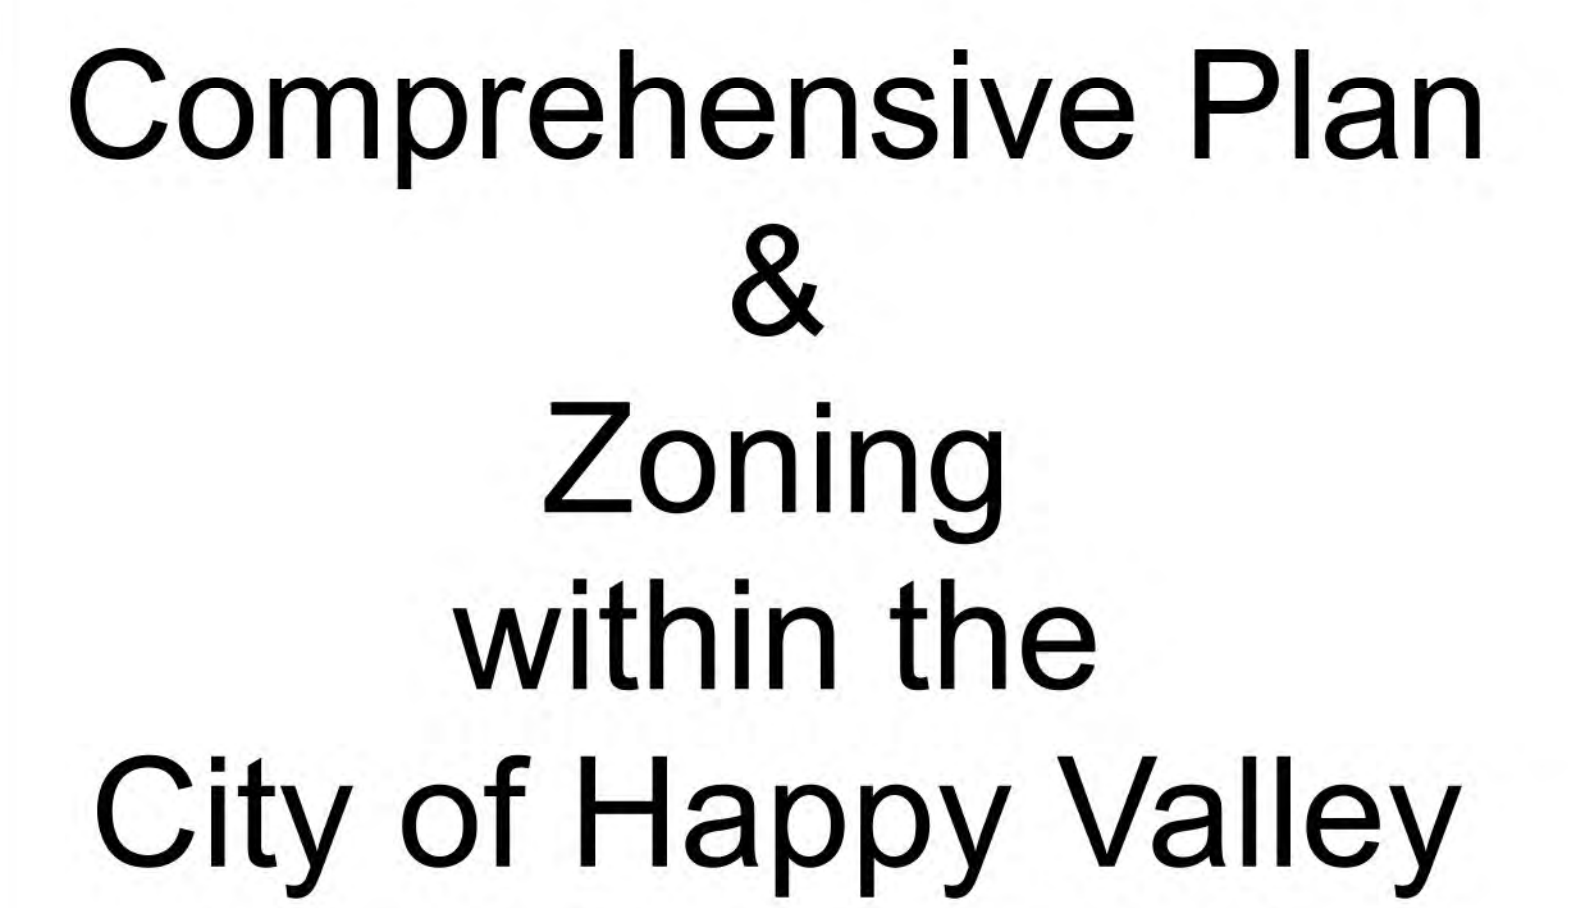 Comprehensive Plan
&
Zoning
within the
City of Happy Valley